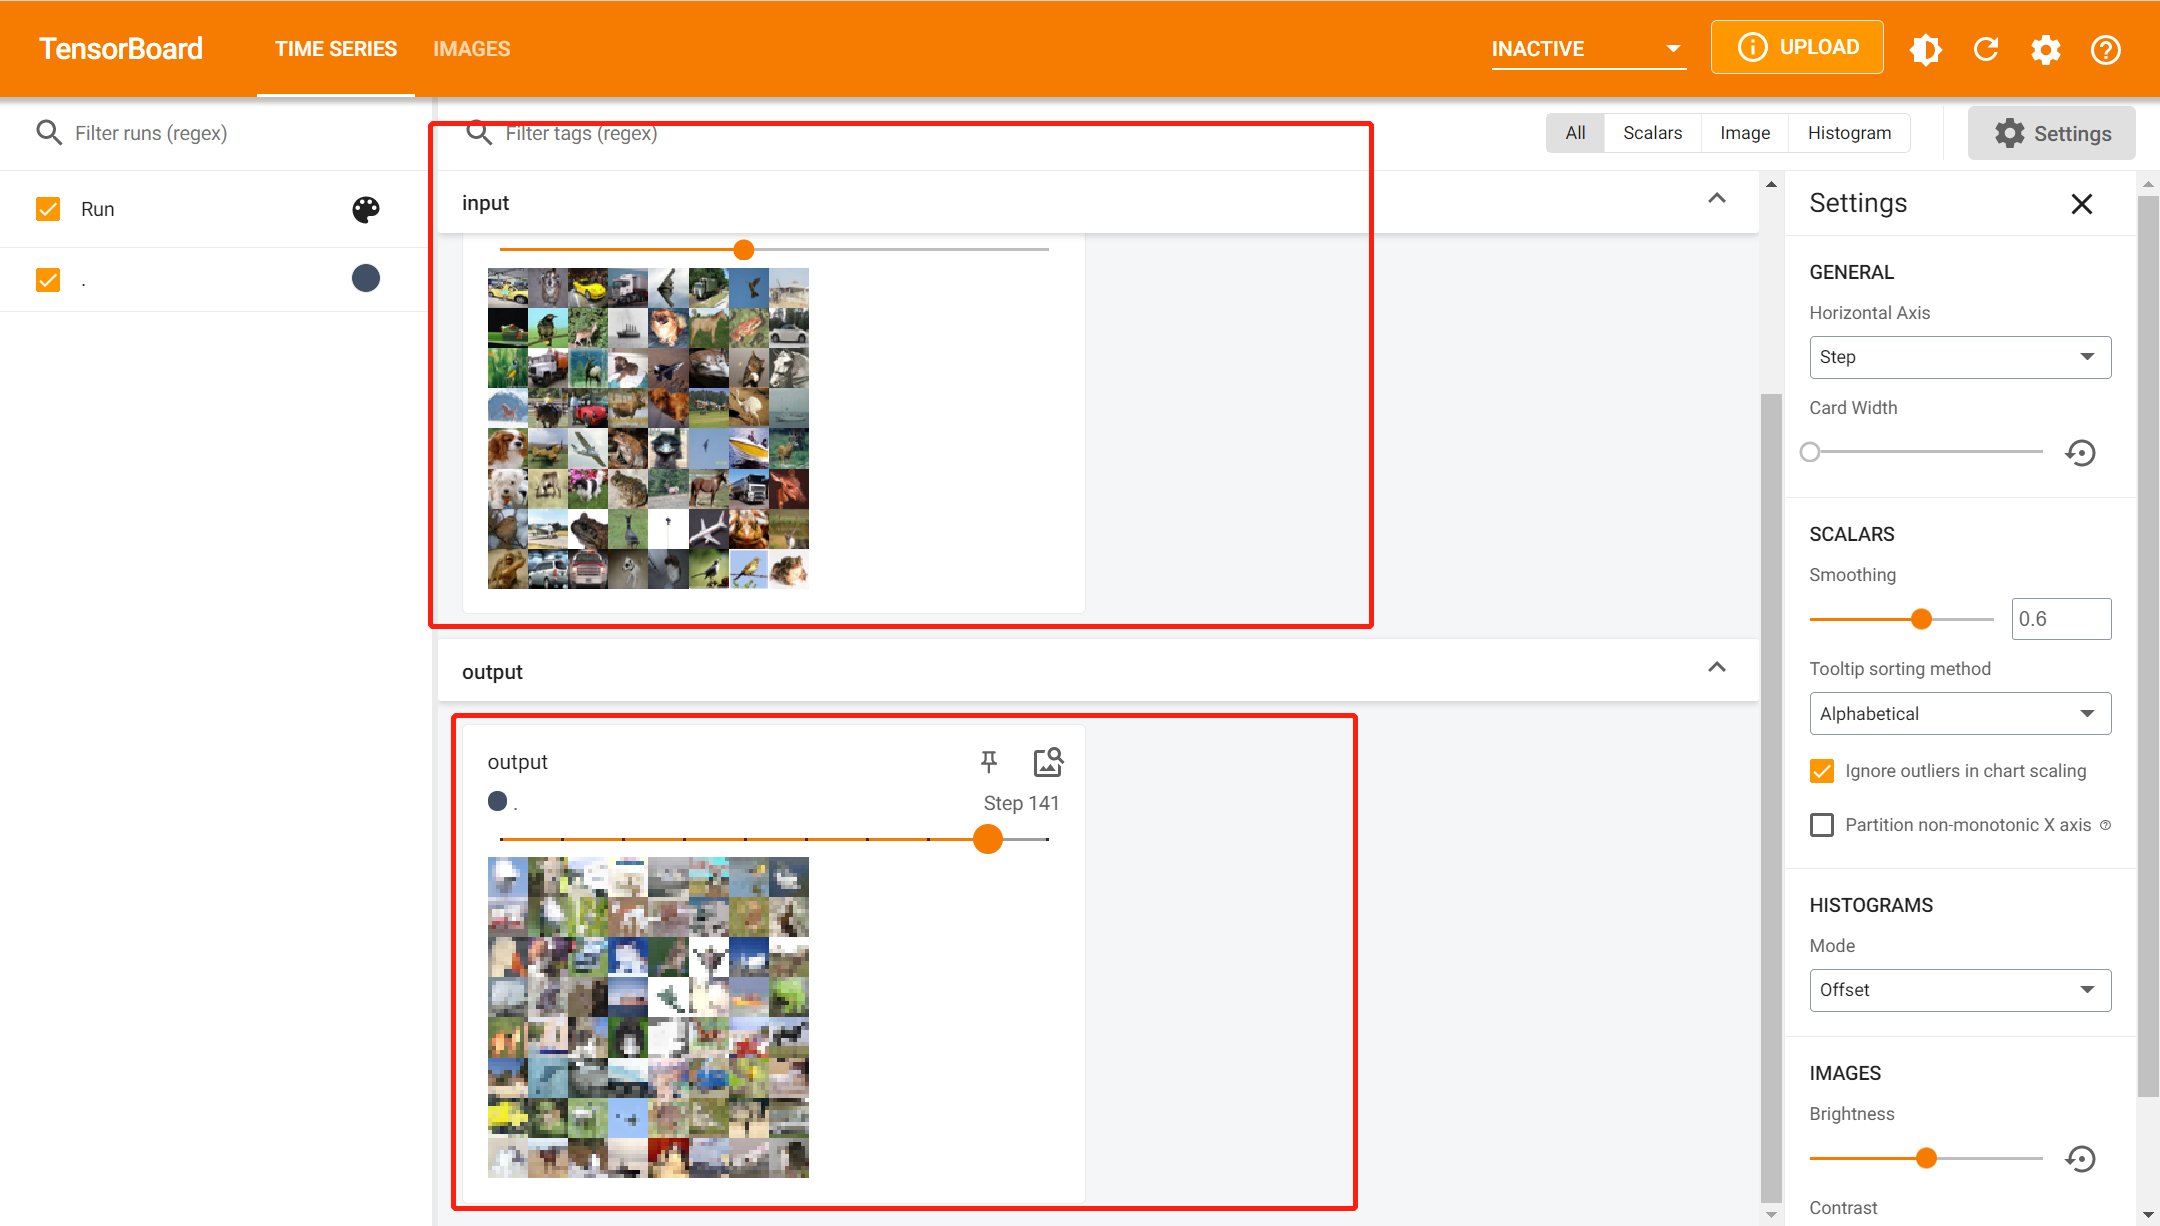 TensorBoard TIME SERIES IMAGES INACTIVE UPLOAD
Filter runs (regex)
Run
.
Filter tags (regex)
All Scalars Image Histogram Settings
input
output
output
.
Step 141
Settings
GENERAL
Horizontal Axis
Step
Card Width
SCALARS
Smoothing
0.6
Tooltip sorting method
Alphabetical
Ignore outliers in chart scaling
Partition non-monotonic X axis
HISTOGRAMS
Mode
Offset
IMAGES
Brightness
Contrast